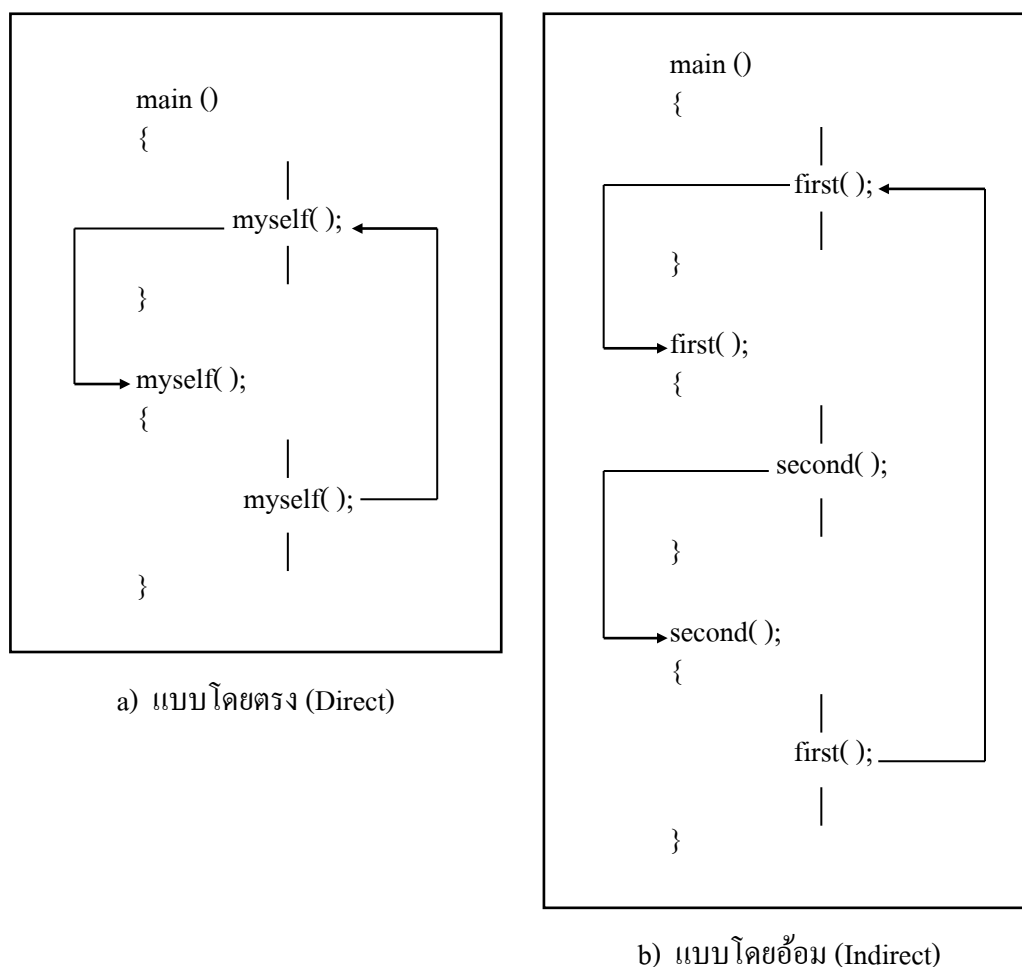 main ()
{
myself( );
}
myself( );
{
myself( );
}
a) แบบโดยตรง (Direct)
main ()
{
first( );
}
first( );
{
second( );
}
second( );
{
first( );
}
b) แบบโดยอ้อม (Indirect)